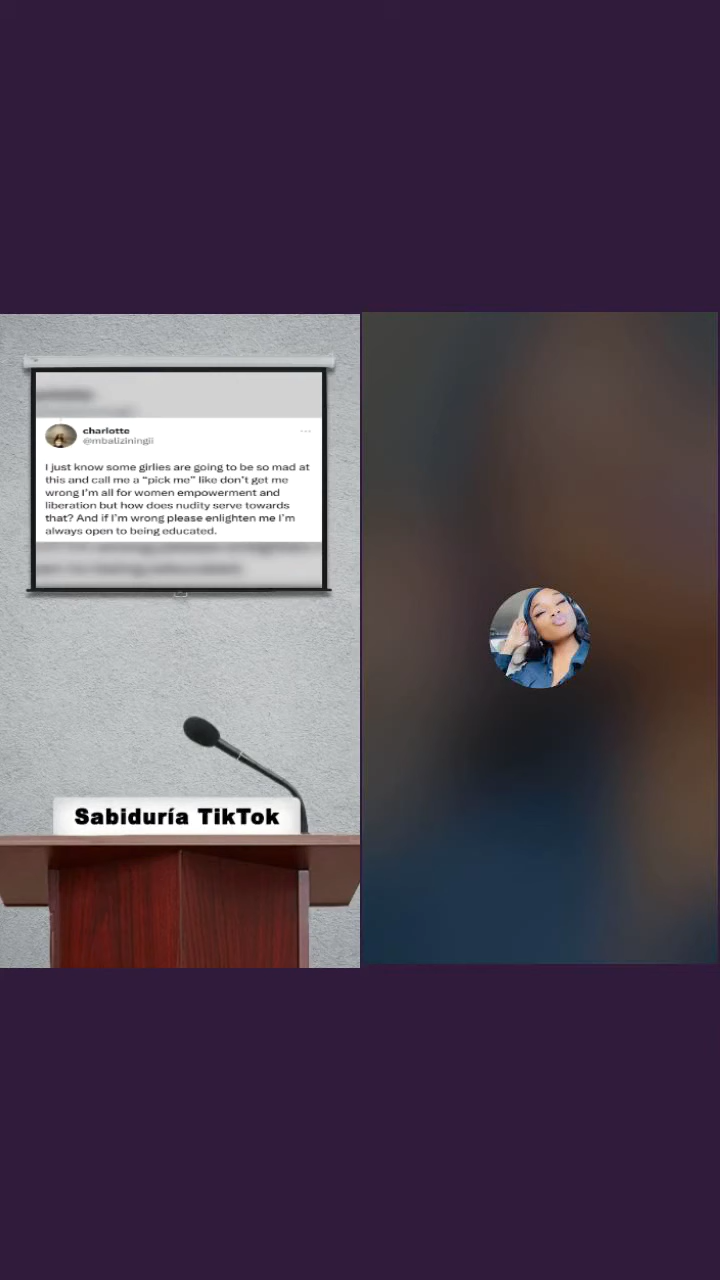 charlotte
@mbaliziningii
I just know some girlies are going to be so mad at
this and call me a “pick me” like don’t get me
wrong I’m all for women empowerment and
liberation but how does nudity serve towards
that? And if I’m wrong please enlighten me I’m
always open to being educated.
Sabiduría TikTok